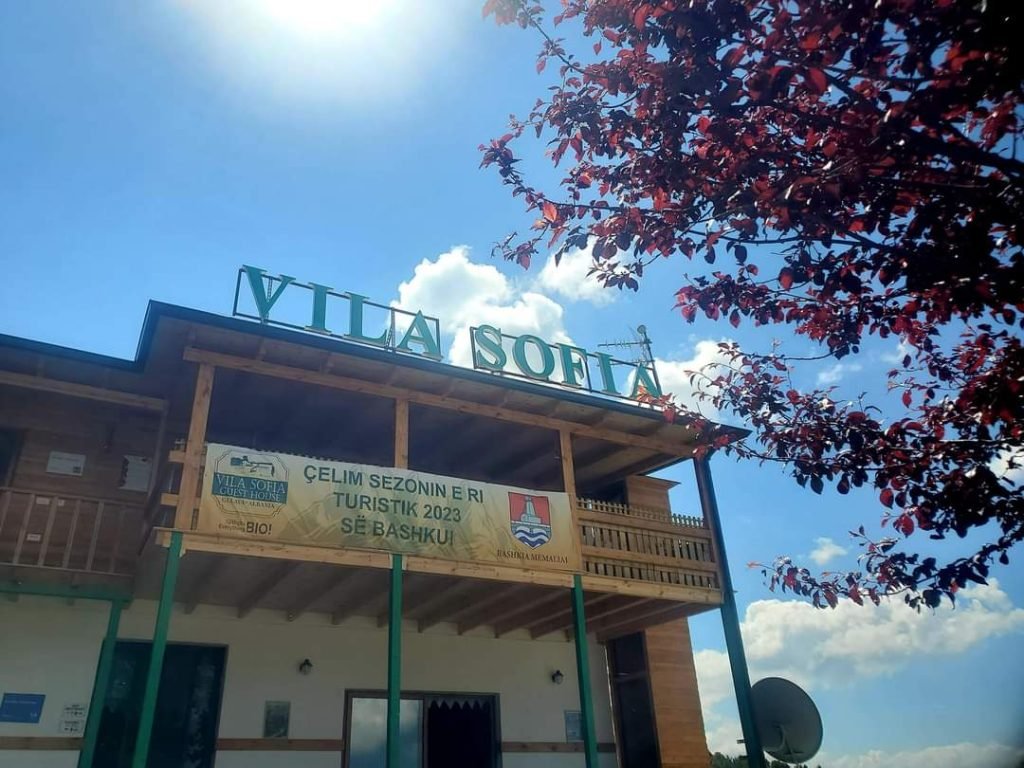 VILA SOFIA
VILA SOFIA
GUEST HOUSE
ÇELIM SEZONIN E RI
TURISTIK 2023
SË BASHKU!
BIO!
BASHKIA MEMALIAJ